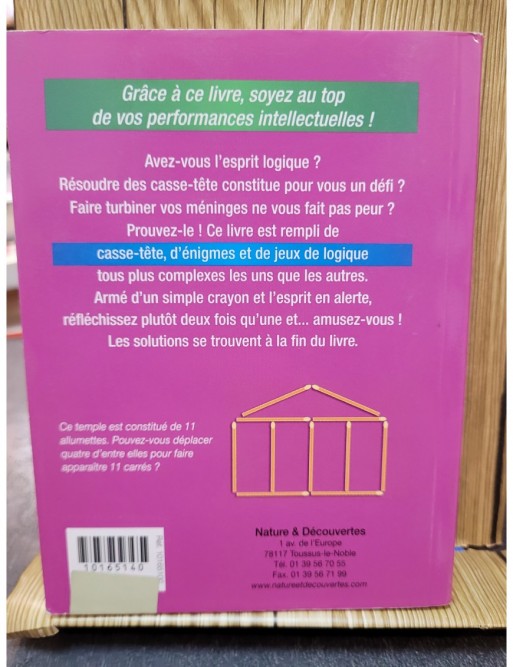 Grâce à ce livre, soyez au top
de vos performances intellectuelles !
Avez-vous l'esprit logique ?
Résoudre des casse-tête constitue pour vous un défi ?
Faire turbiner vos méninges ne vous fait pas peur ?
Prouvez-le ! Ce livre est rempli de
casse-tête, d'énigmes et de jeux de logique
tous plus complexes les uns que les autres.
Armé d'un simple crayon et l'esprit en alerte,
réfléchissez plutôt deux fois qu'une et... amusez-vous !
Les solutions se trouvent à la fin du livre.
Ce temple est constitué de 11
allumettes. Pouvez-vous déplacer
quatre d'entre elles pour faire
apparaître 11 carrés ?
10165140
Nature & Découvertes
1 av. de l'Europe
78117 Toussus-le-Noble
Tél. 01 39 56 70 55
Fax. 01 39 56 71 99
www.natureetdecouvertes.com